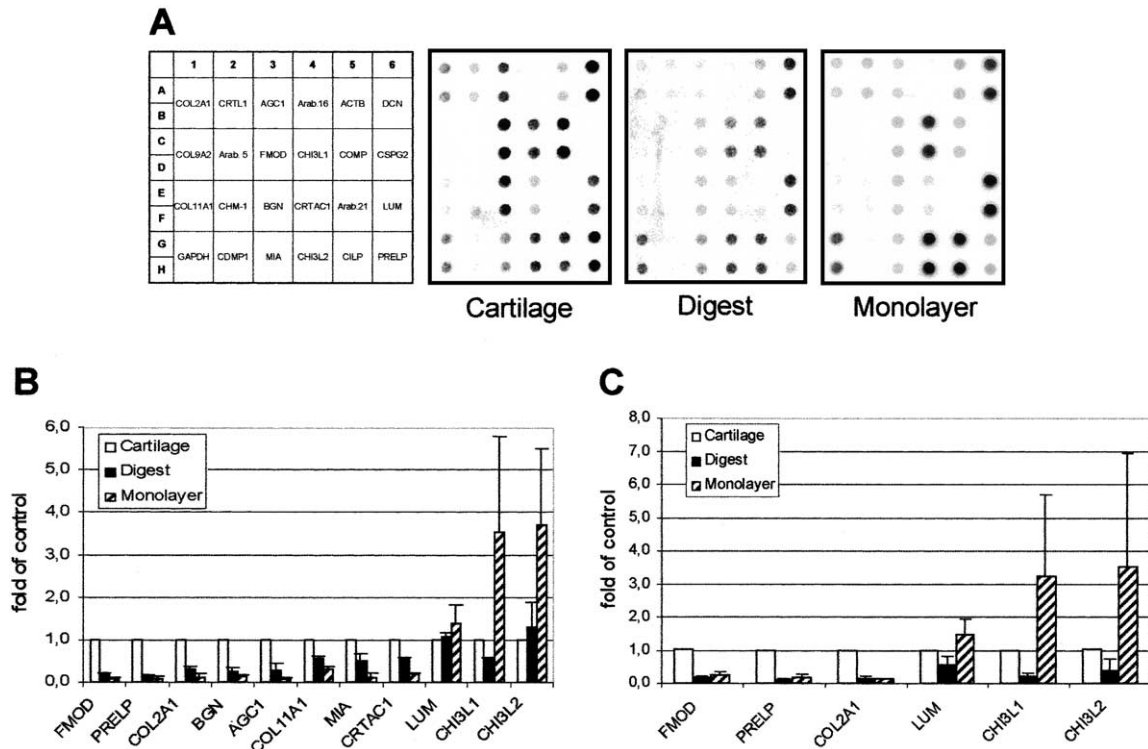 A
1 2 3 4 5 6
A
COL2A1 CRTL1 AGC1 Arab.16 ACTB DCN
B
C
COL9A2 Arab. 5 FMOD CHI3L1 COMP CSPG2
D
E
COL11A1 CHM-1 BGN CRTAC1 Arab.21 LUM
F
G
GAPDH CDMP1 MIA CHI3L2 CILP PRELP
H
Cartilage Digest Monolayer
B
6,0
5,0
4,0
3,0
2,0
1,0
0,0
fold of control
Cartilage
Digest
Monolayer
FMOD PRELP COL2A1 BGN AGC1 COL11A1 MIA CRTAC1 LUM CHI3L1 CHI3L2
C
8,0
7,0
6,0
5,0
4,0
3,0
2,0
1,0
0,0
fold of control
Cartilage
Digest
Monolayer
FMOD PRELP COL2A1 LUM CHI3L1 CHI3L2